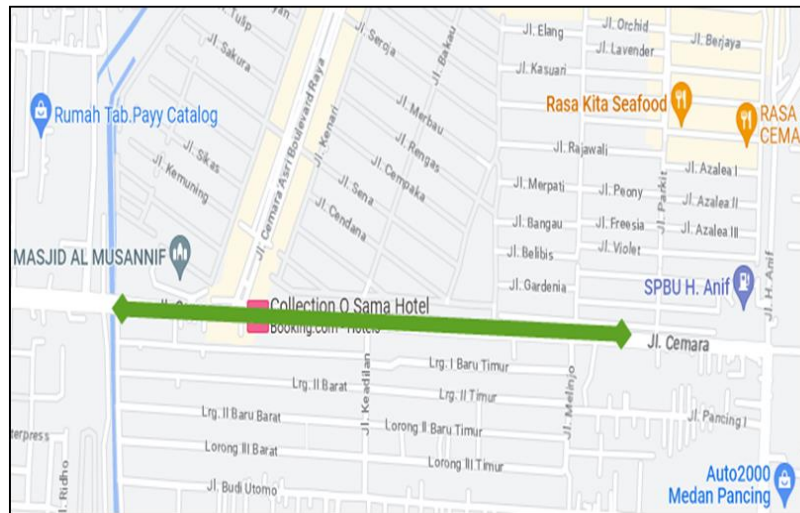 Jl. Tulip
Jl. Sakura
Jl. Seroja
Jl. Bakau
Jl. Elang
Jl. Orchid
Jl. Berjaya
Jl. Lavender
Jl. Kasuari
Rumah Tab.Payy Catalog
Jl. Cemara Asri Boulevard Raya
Jl. Kenari
Jl. Merbau
Rasa Kita Seafood
RASA
CEMA
Jl. Sikas
Jl. Kemuning
Jl. Rengas
Jl. Cempaka
Jl. Sena
Jl. Cendana
Jl. Rajawali
Jl. Parkit
Jl. Azalea I
Jl. Merpati
Jl. Peony
Jl. Azalea II
Jl. Bangau
Jl. Freesia
Jl. Azalea III
Jl. Violet
Jl. Belibis
MASJID AL MUSANNIF
Jl. Gardenia
SPBU H. Anif
Jl. H. Anif
Collection O Sama Hotel
Booking.com - Hotels
Jl. Cemara
Lrg. I Baru Timur
Lrg. II Barat
Lrg. II Timur
Jl. Keadilan
Jl. Melinjo
Lrg. II Baru Barat
Lorong II Baru Timur
Jl. Pancing I
Lorong III Barat
Lorong III Timur
Jl. Budi Utomo
Jl. Ridho
Auto2000
Medan Pancing